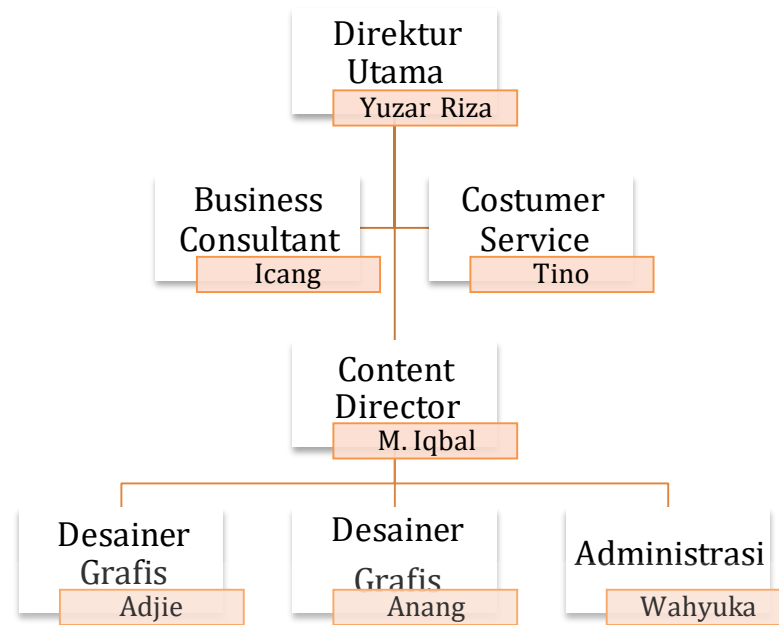 Direktur
Utama
Yuzar Riza
Business
Consultant
Icang
Costumer
Service
Tino
Content
Director
M. Iqbal
Desainer
Grafis
Adjie
Desainer
Grafis
Anang
Administrasi
Wahyuka